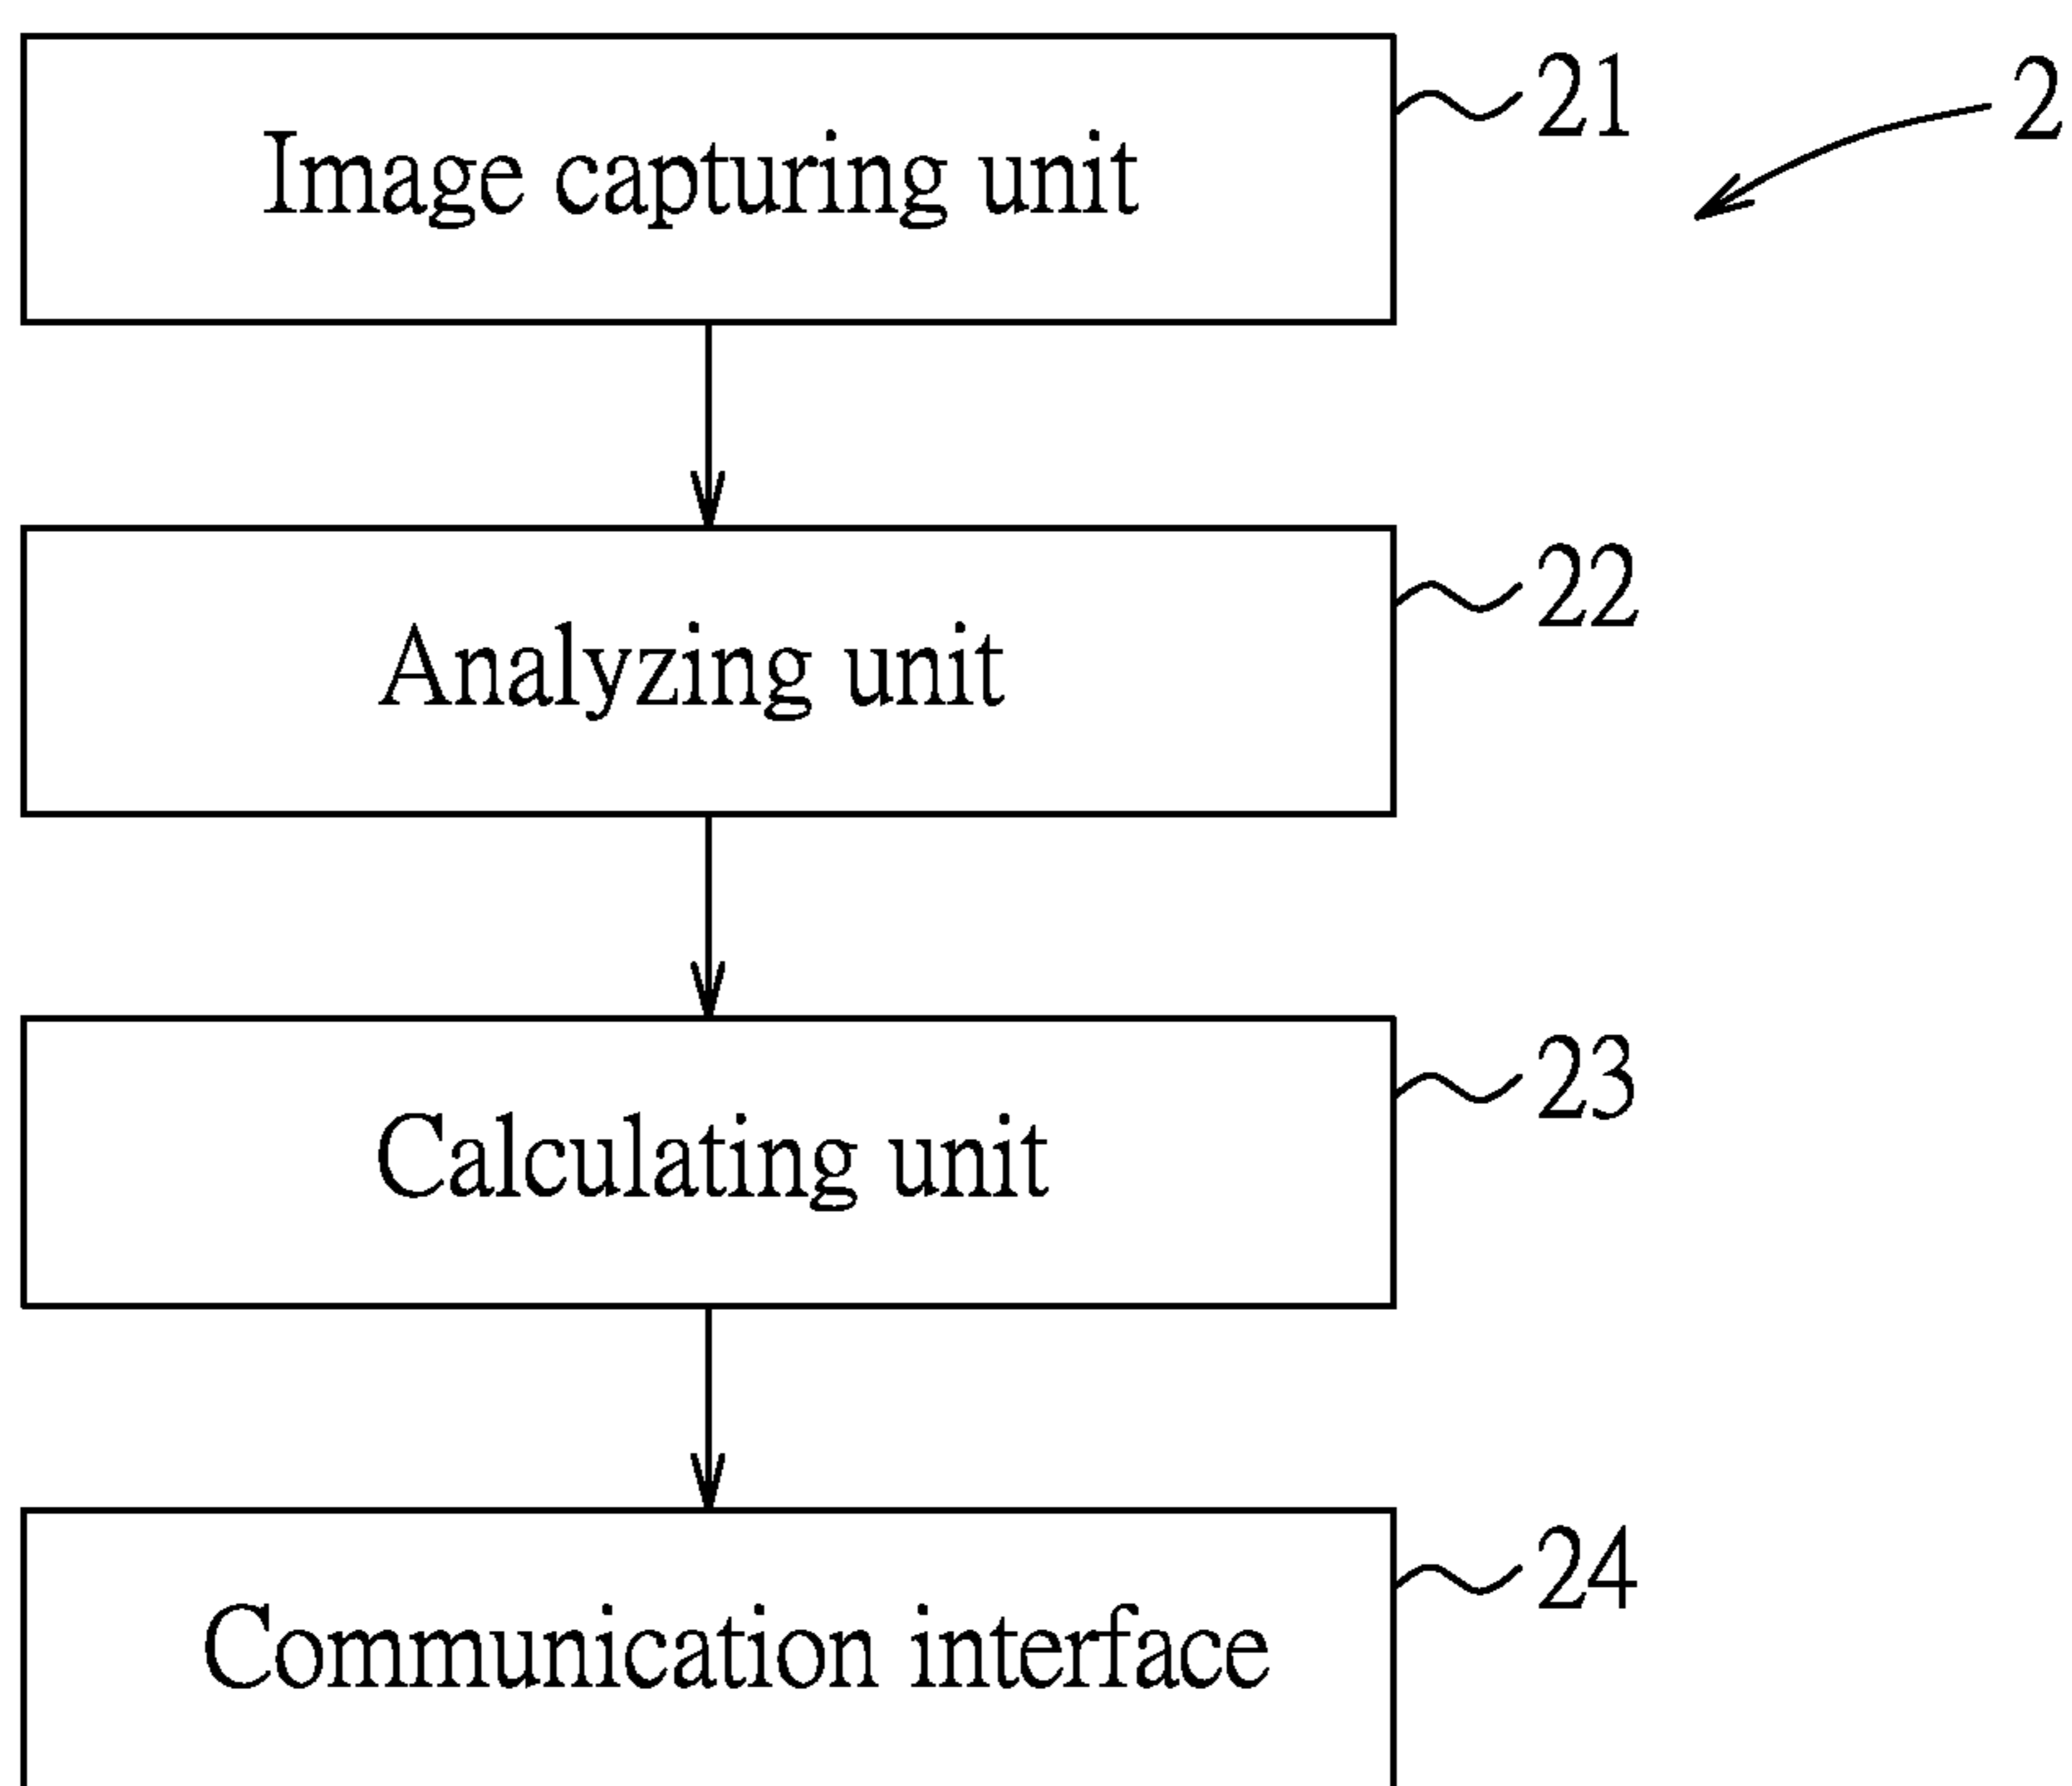 Image capturing unit
21
2
Analyzing unit
22
Calculating unit
23
Communication interface
24